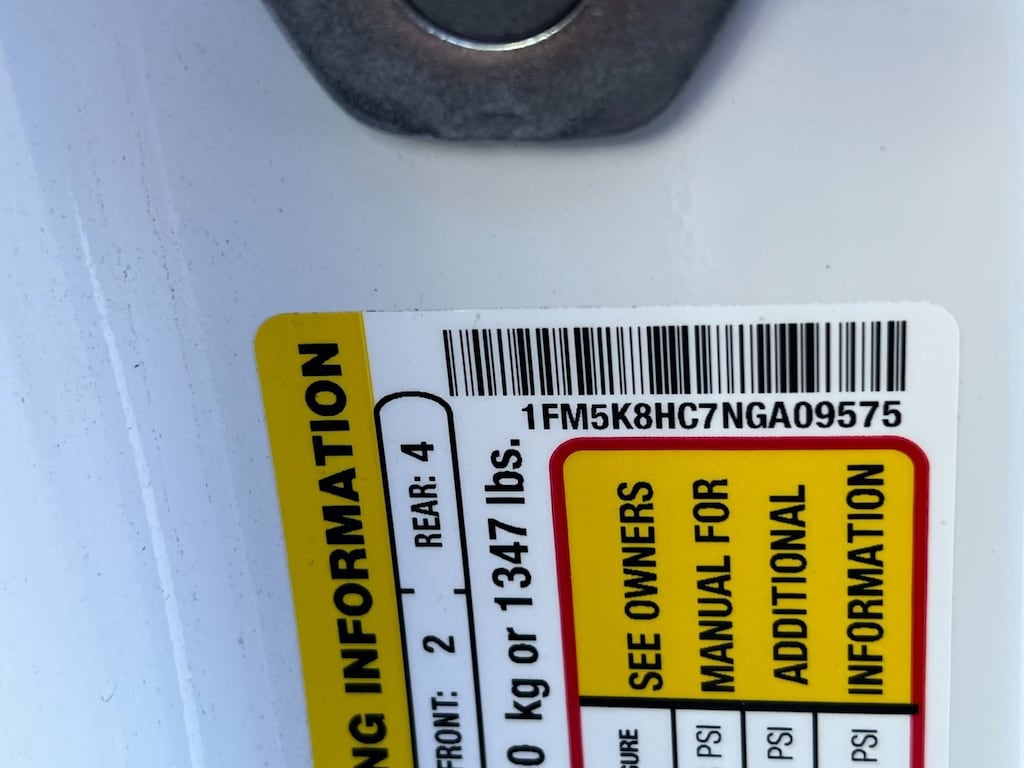 1FM5K8HC7NGA09575
NG INFORMATION
FRONT: 2 REAR: 4
0 kg or 1347 lbs.
SEE OWNERS
MANUAL FOR
ADDITIONAL
INFORMATION
SURE
PSI
PSI
PSI